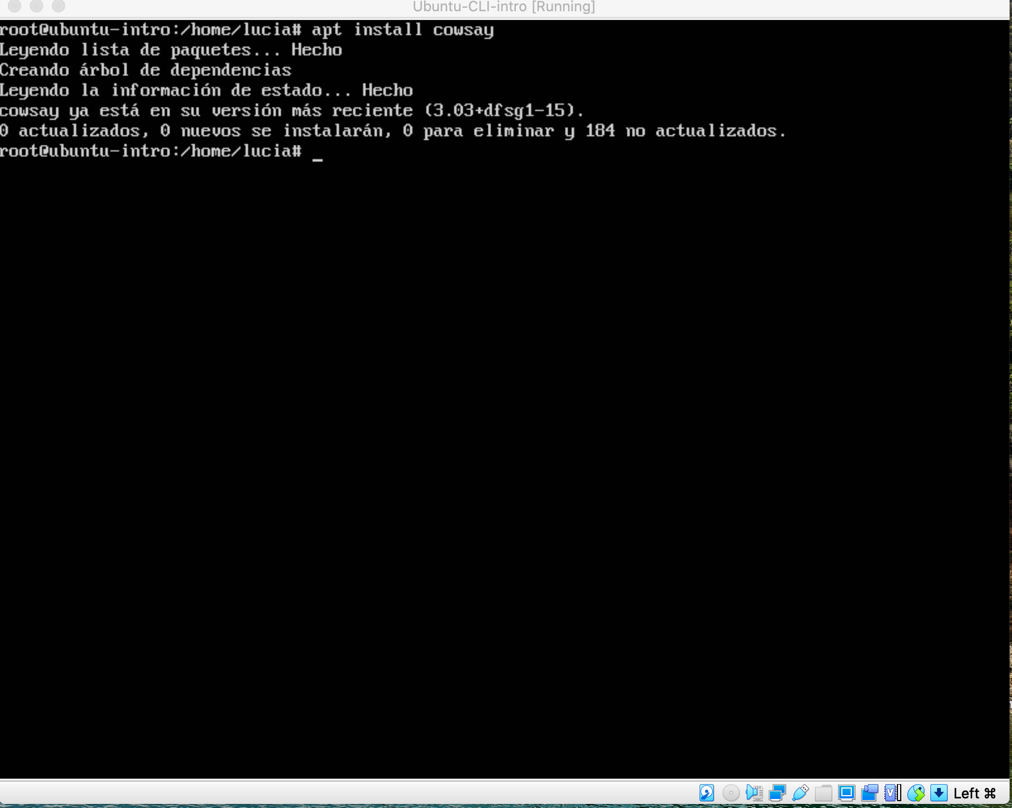 Ubuntu-CLI-intro [Running]
root@ubuntu-intro:/home/lucia# apt install cowsay
Leyendo lista de paquetes... Hecho
Creando árbol de dependencias
Leyendo la información de estado... Hecho
cowsay ya está en su versión más reciente (3.03+dfsg1-15).
0 actualizados, 0 nuevos se instalarán, 0 para eliminar y 184 no actualizados.
root@ubuntu-intro:/home/lucia# _
Left ⌘